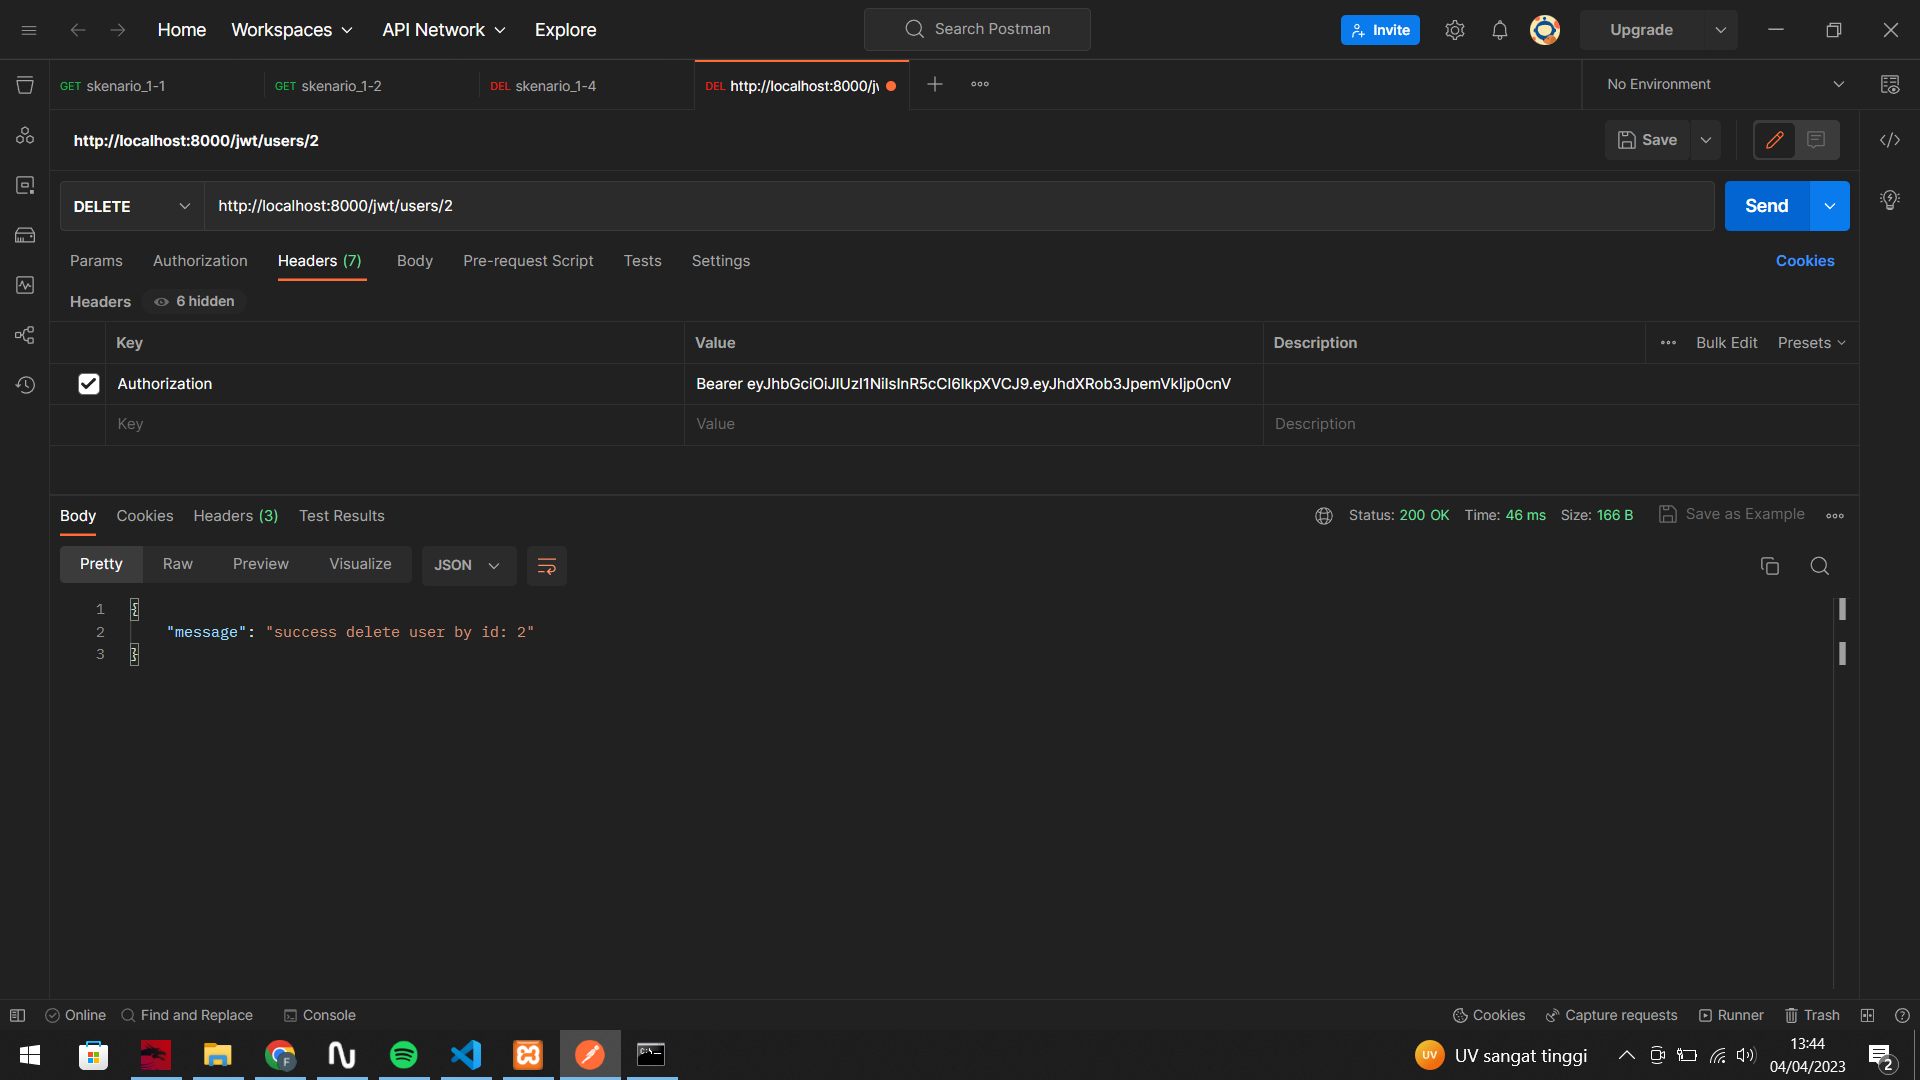 Home
Workspaces
API Network
Explore
Search Postman
Invite
Upgrade
GET skenario_1-1
GET skenario_1-2
DEL skenario_1-4
DEL http://localhost:8000/jv
No Environment
http://localhost:8000/jwt/users/2
Save
DELETE
http://localhost:8000/jwt/users/2
Send
Params
Authorization
Headers (7)
Body
Pre-request Script
Tests
Settings
Cookies
Headers
6 hidden
Key
Value
Description
Bulk Edit
Presets
Authorization
Bearer eyJhbGciOiJIUzI1NiIsInR5cCI6IkpXVCJ9.eyJhdXRob3JpemVkIjp0cnV
Key
Value
Description
Body
Cookies
Headers (3)
Test Results
Status: 200 OK
Time: 46 ms
Size: 166 B
Save as Example
Pretty
Raw
Preview
Visualize
JSON
1 {
2 "message": "success delete user by id: 2"
3 }
Online
Find and Replace
Console
Cookies
Capture requests
Runner
Trash
F
C:\
UV
UV sangat tinggi
13:44
04/04/2023
2